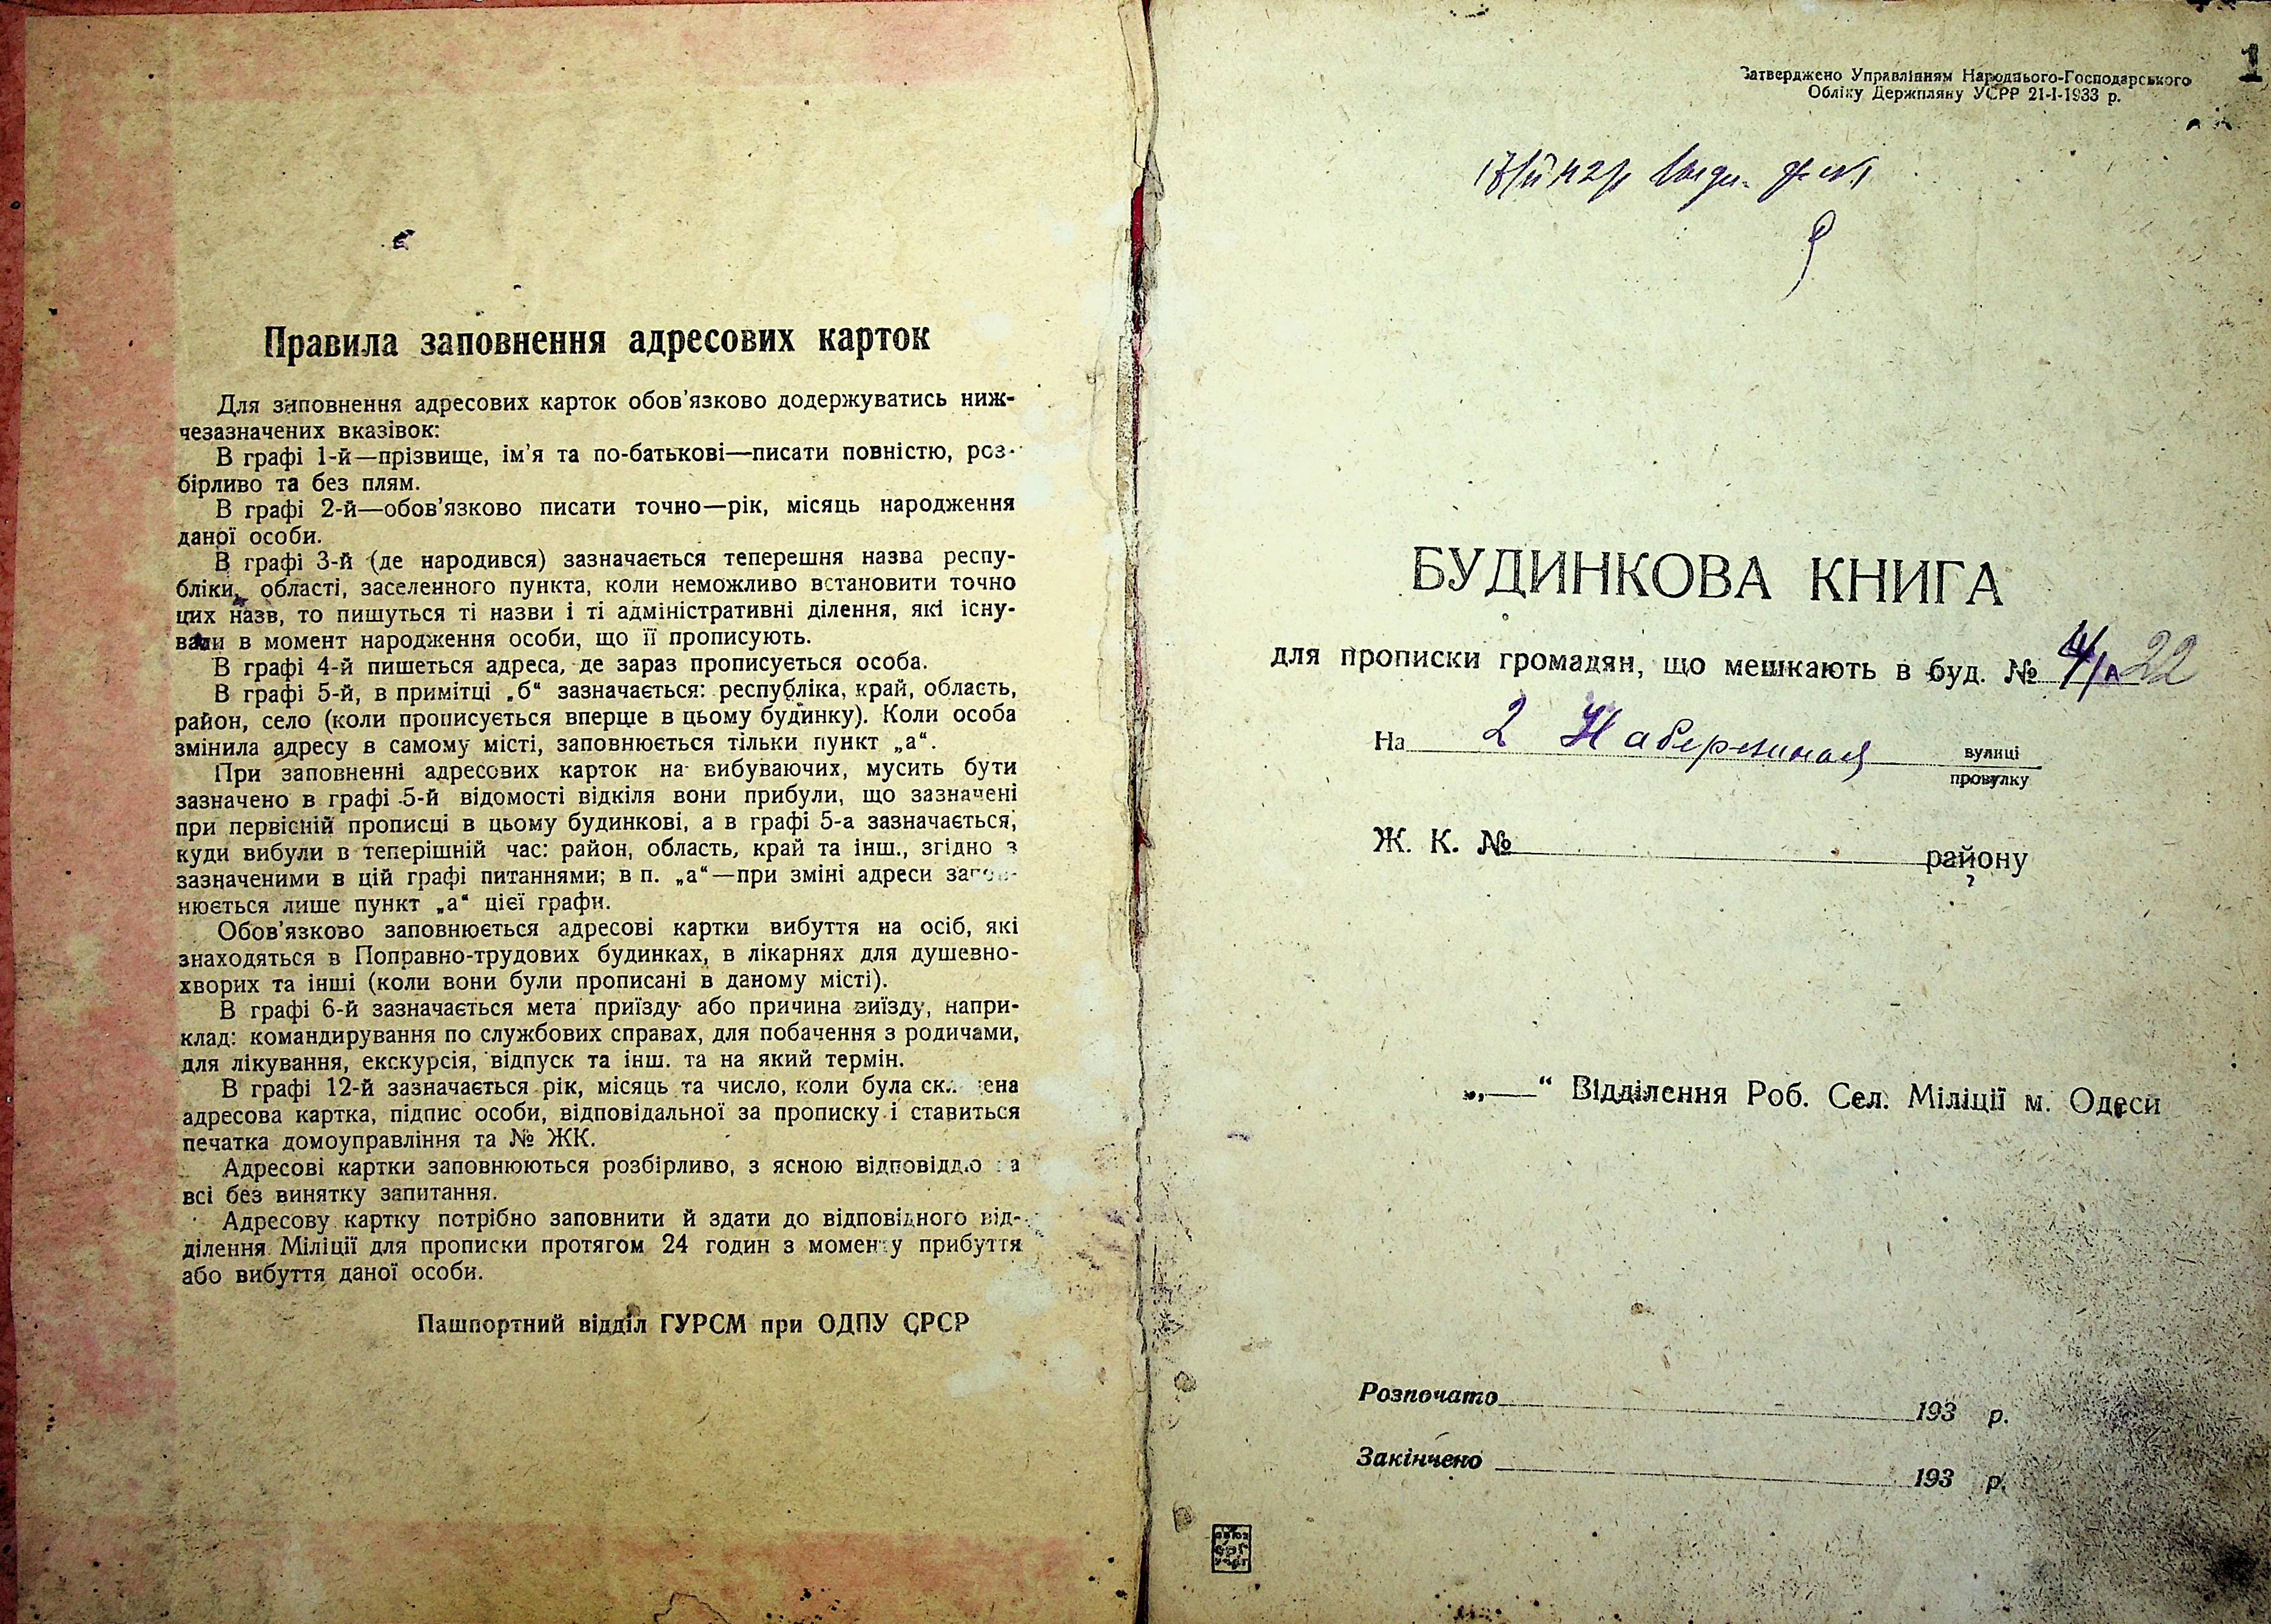 Правила заповнення адресових карток
Для заповнення адресових карток обов’язково додержуватись ниж-
чезазначених вказівок:
В графі 1-й—прізвище, ім’я та по-батькові—писати повністю, роз-
бірливо та без плям.
В графі 2-й—обов’язково писати точно—рік, місяць народження
даної особи.
В графі 3-й (де народився) зазначається теперешня назва респу-
бліки, області, заселенного пункта, коли неможливо встановити точно
цих назв, то пишуться ті назви і ті адміністративні ділення, які існу-
вали в момент народження особи, що її прописують.
В графі 4-й пишеться адреса, де зараз прописується особа.
В графі 5-й, в примітці „б“ зазначається: республіка, край, область,
район, село (коли прописується вперше в цьому будинку). Коли особа
змінила адресу в самому місті, заповнюється тільки пункт „а“.
При заповненні адресових карток на вибуваючих, мусить бути
зазначено в графі 5-й відомості відкіля вони прибули, що зазначені
при первісній прописці в цьому будинкові, а в графі 5-а зазначається,
куди вибули в теперішній час: район, область, край та інш., згідно з
зазначеними в цій графі питаннями; в п. „а“—при зміні адреси запов-
нюється лише пункт „а“ цієї графи.
Обов’язково заповнюється адресові картки вибуття на осіб, які
знаходяться в Поправно-трудових будинках, в лікарнях для душевно-
хворих та інші (коли вони були прописані в даному місті).
В графі 6-й зазначається мета приїзду або причина виїзду, напри-
клад: командирування по службових справах, для побачення з родичами,
для лікування, екскурсія, відпуск та інш. та на який термін.
В графі 12-й зазначається рік, місяць та число, коли була складена
адресова картка, підпис особи, відповідальної за прописку і ставиться
печатка домоуправління та № ЖК.
Адресові картки заповнюються розбірливо, з ясною відповіддю на
всі без винятку запитання.
Адресову картку потрібно заповнити й здати до відповідного від-
ділення Міліції для прописки протягом 24 годин з моменту прибуття
або вибуття даної особи.
Пашпортний відділ ГУРСМ при ОДПУ СРСР
1
Затверджено Управлінням Народнього-Господарського
Обліку Держпляну УСРР 21-I-1933 р.
БУДИНКОВА КНИГА
для прописки громадян, що мешкають в буд. № 4/1А 22
На 2 Набережная вулиці
провулку
Ж. К. № району
„—“ Відділення Роб. Сел. Міліції м. Одеси
Розпочато 193 р.
Закінчено 193 р.